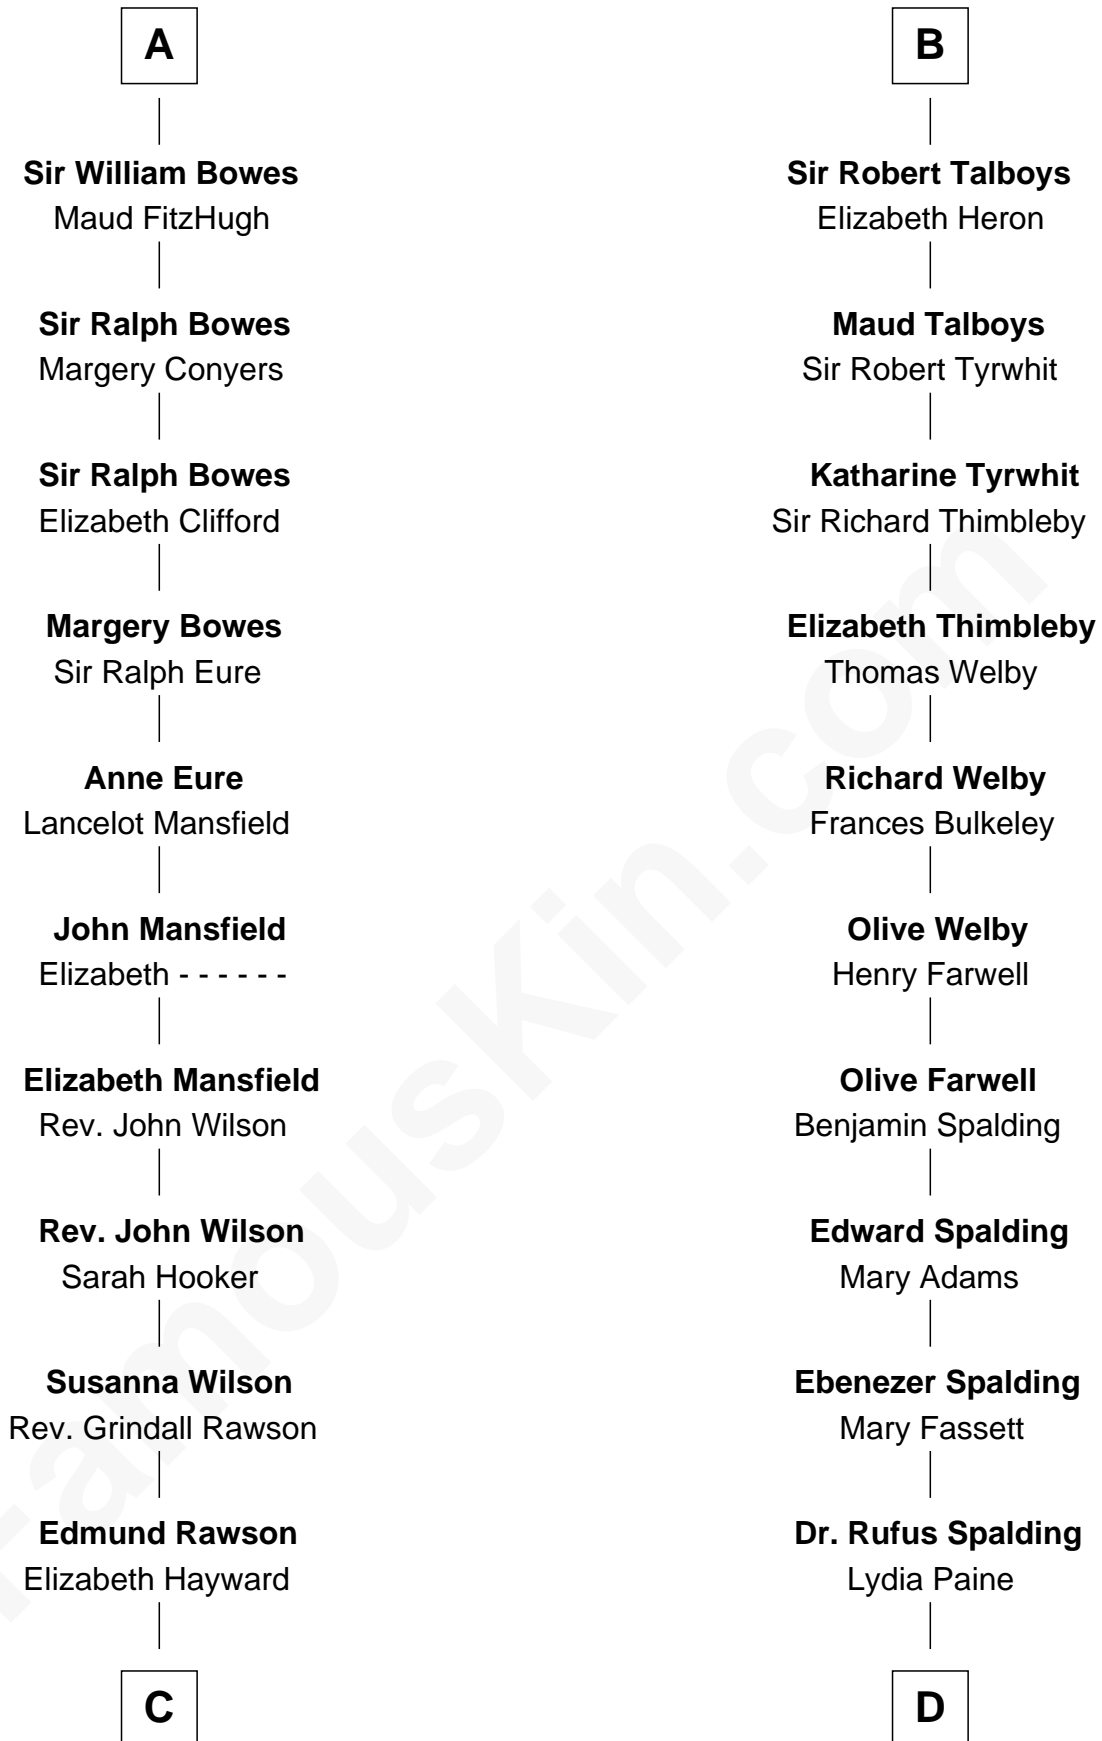 A
Sir William Bowes
Maud FitzHugh
Sir Ralph Bowes
Margery Conyers
Sir Ralph Bowes
Elizabeth Clifford
Margery Bowes
Sir Ralph Eure
Anne Eure
Lancelot Mansfield
John Mansfield
Elizabeth - - - - - -
Elizabeth Mansfield
Rev. John Wilson
Rev. John Wilson
Sarah Hooker
Susanna Wilson
Rev. Grindall Rawson
Edmund Rawson
Elizabeth Hayward
C
B
Sir Robert Talboys
Elizabeth Heron
Maud Talboys
Sir Robert Tyrwhit
Katharine Tyrwhit
Sir Richard Thimbleby
Elizabeth Thimbleby
Thomas Welby
Richard Welby
Frances Bulkeley
Olive Welby
Henry Farwell
Olive Farwell
Benjamin Spalding
Edward Spalding
Mary Adams
Ebenezer Spalding
Mary Fassett
Dr. Rufus Spalding
Lydia Paine
D
FamousKin.com